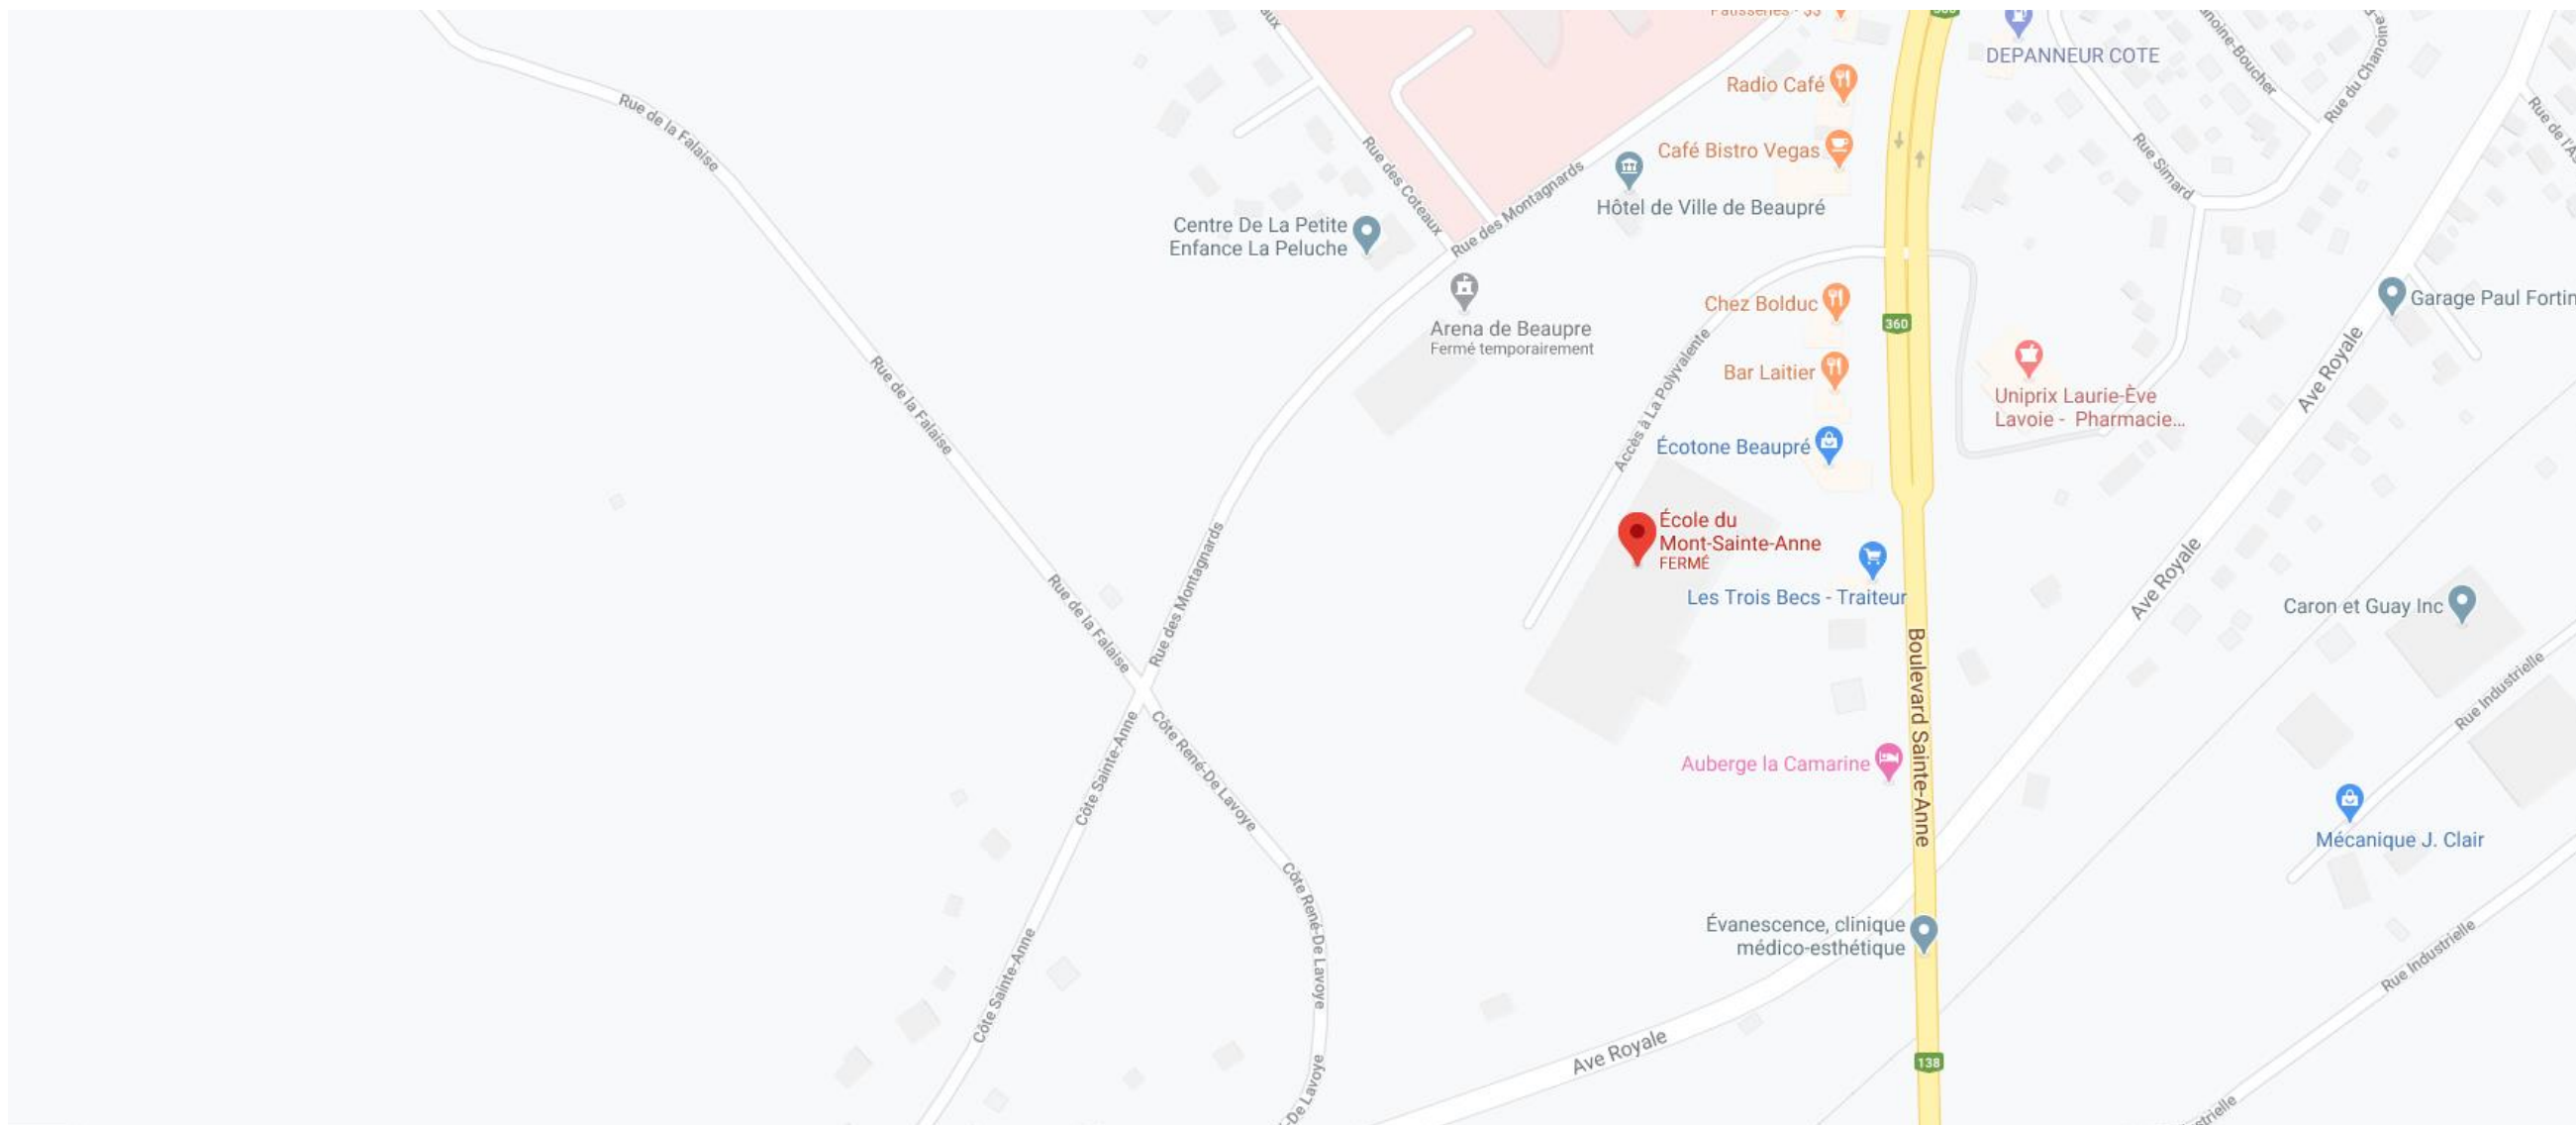 Patisseries - $$
DEPANNEUR COTE
Rue du Chanoine-
Radio Café
Rue de la Falaise
Rue Simard
Café Bistro Vegas
Rue des Coteaux
Rue des Montagnards
Hôtel de Ville de Beaupré
Centre De La Petite
Enfance La Peluche
Garage Paul Fortin
Chez Bolduc
360
Arena de Beaupre
Fermé temporairement
Accès à La Polyvalente
Bar Laitier
Ave Royale
Uniprix Laurie-Ève
Lavoie - Pharmacie...
Rue de la Falaise
Écotone Beaupré
École du
Mont-Sainte-Anne
FERMÉ
Rue des Montagnards
Ave Royale
Rue de la Falaise
Les Trois Becs - Traiteur
Caron et Guay Inc
Rue Industrielle
Boulevard Sainte-Anne
Côte Sainte-Anne
Côte René-De Lavoye
Auberge la Camarine
Mécanique J. Clair
Côte René-De Lavoye
Évanescence, clinique
médico-esthétique
Rue Industrielle
Côte Sainte-Anne
Ave Royale
138
-De Lavoye
strielle